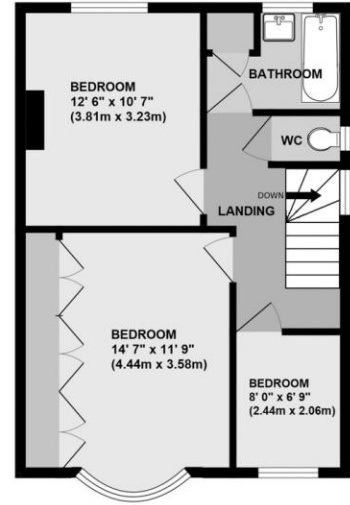 BEDROOM
12' 6" x 10' 7"
(3.81m x 3.23m)
BATHROOM
WC
DOWN
LANDING
BEDROOM
14' 7" x 11' 9"
(4.44m x 3.58m)
BEDROOM
8' 0" x 6' 9"
(2.44m x 2.06m)